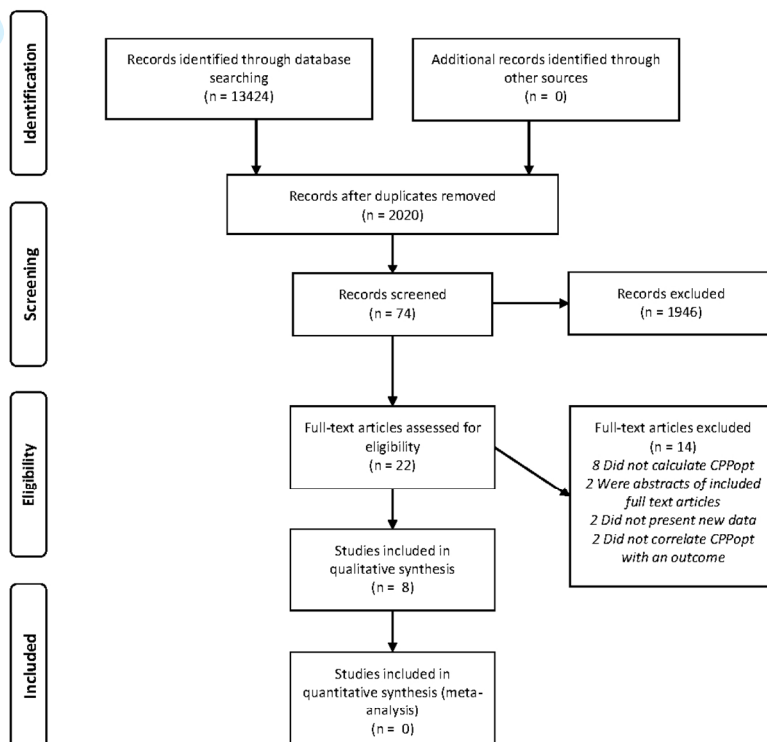 Identification
Records identified through database
searching
(n = 13424)
Additional records identified through
other sources
(n = 0)
Records after duplicates removed
(n = 2020)
Screening
Records screened
(n = 74)
Records excluded
(n = 1946)
Eligibility
Full-text articles assessed for
eligibility
(n = 22)
Full-text articles excluded
(n = 14)
8 Did not calculate CPPopt
2 Were abstracts of included
full text articles
2 Did not present new data
2 Did not correlate CPPopt
with an outcome
Studies included in
qualitative synthesis
(n = 8)
Included
Studies included in
quantitative synthesis (meta-
analysis)
(n = 0)